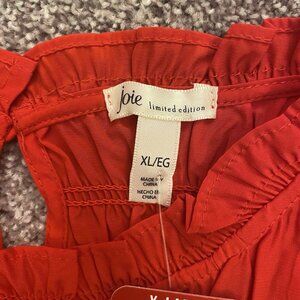 joie
limited edition
XL/EG
MADE IN
CHINA
HECHO EN
CHINA